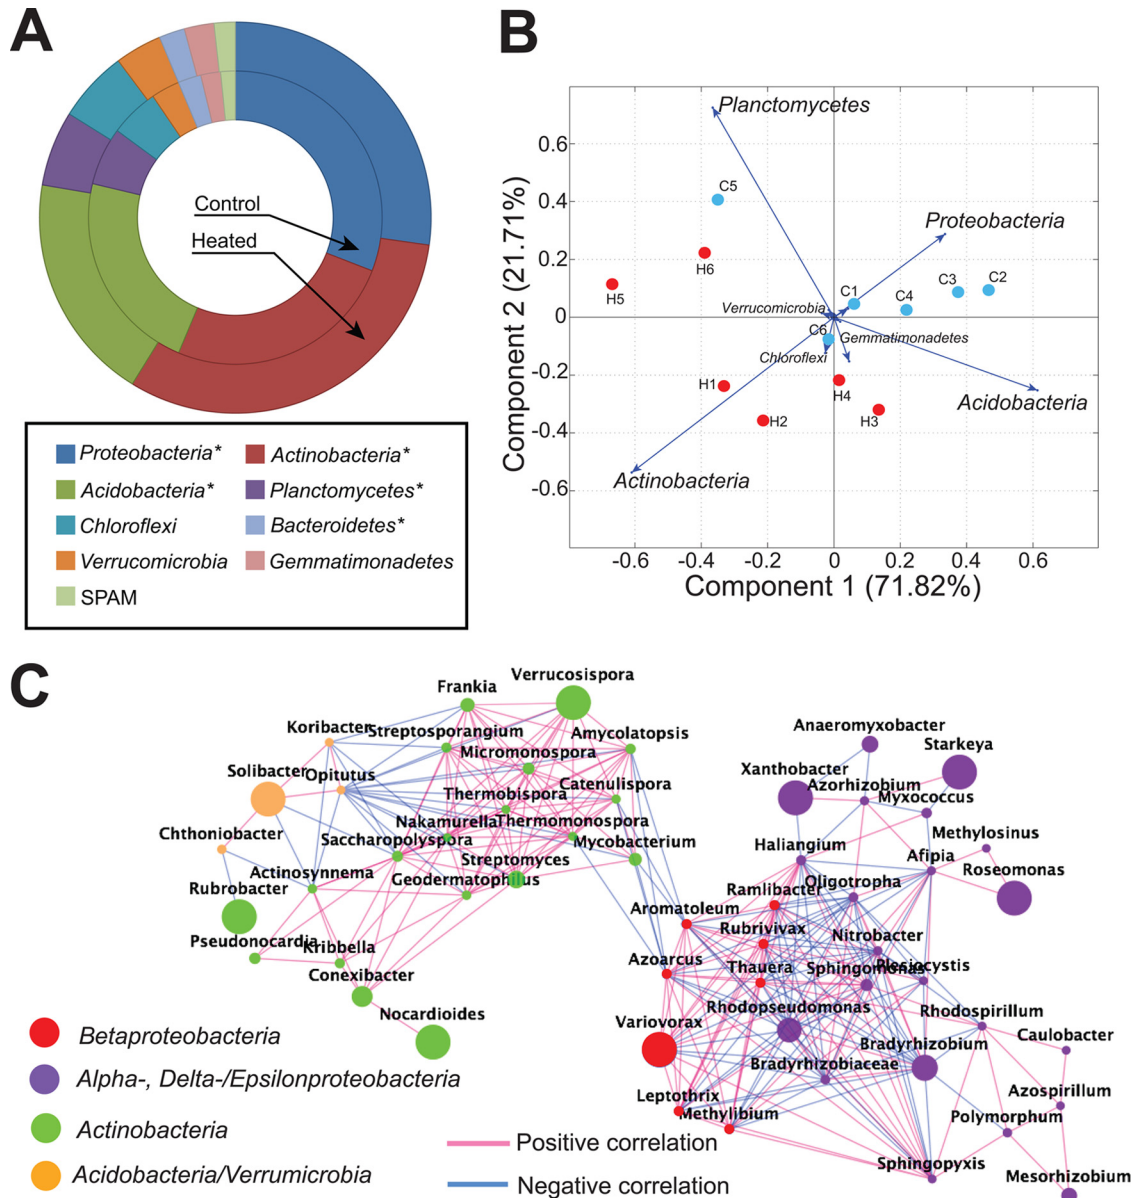 A
B
Control
Heated
Proteobacteria*
Actinobacteria*
Acidobacteria*
Planctomycetes*
Chloroflexi
Bacteroidetes*
Verrucomicrobia
Gemmatimonadetes
SPAM
Component 2 (21.71%)
0.6
0.4
0.2
0
-0.2
-0.4
-0.6
Planctomycetes
C5
Proteobacteria
H6
H5
C1
C3
C2
C4
Verrucomicrobia
C6
Gemmatimonadetes
Chloroflexi
H1
H4
H2
H3
Acidobacteria
Actinobacteria
-0.6 -0.4 -0.2 0 0.2 0.4 0.6
Component 1 (71.82%)
C
Verrucosispora
Frankia
Koribacter
Streptosporangium
Amycolatopsis
Micromonospora
Solibacter
Opitutus
Catenulispora
Thermobispora
Nakamurella
Thermomonospora
Chthoniobacter
Saccharopolyspora
Mycobacterium
Streptomyces
Actinosynnema
Geodermatophilus
Rubrobacter
Pseudonocardia
Kribbella
Conexibacter
Nocardioides
Anaeromyxobacter
Starkeya
Xanthobacter
Azorhizobium
Myxococcus
Methylosinus
Haliangium
Afipia
Roseomonas
Oligotropha
Ramlibacter
Aromatoleum
Rubrivivax
Nitrobacter
Azoarcus
Thauera
Sphingomonas
Plesiocystis
Rhodopseudomonas
Rhodospirillum
Variovorax
Caulobacter
Bradyrhizobium
Bradyrhizobiaceae
Azospirillum
Leptothrix
Methylibium
Polymorphum
Sphingopyxis
Mesorhizobium
Betaproteobacteria
Alpha-, Delta-/Epsilonproteobacteria
Actinobacteria
Acidobacteria/Verrumicrobia
Positive correlation
Negative correlation